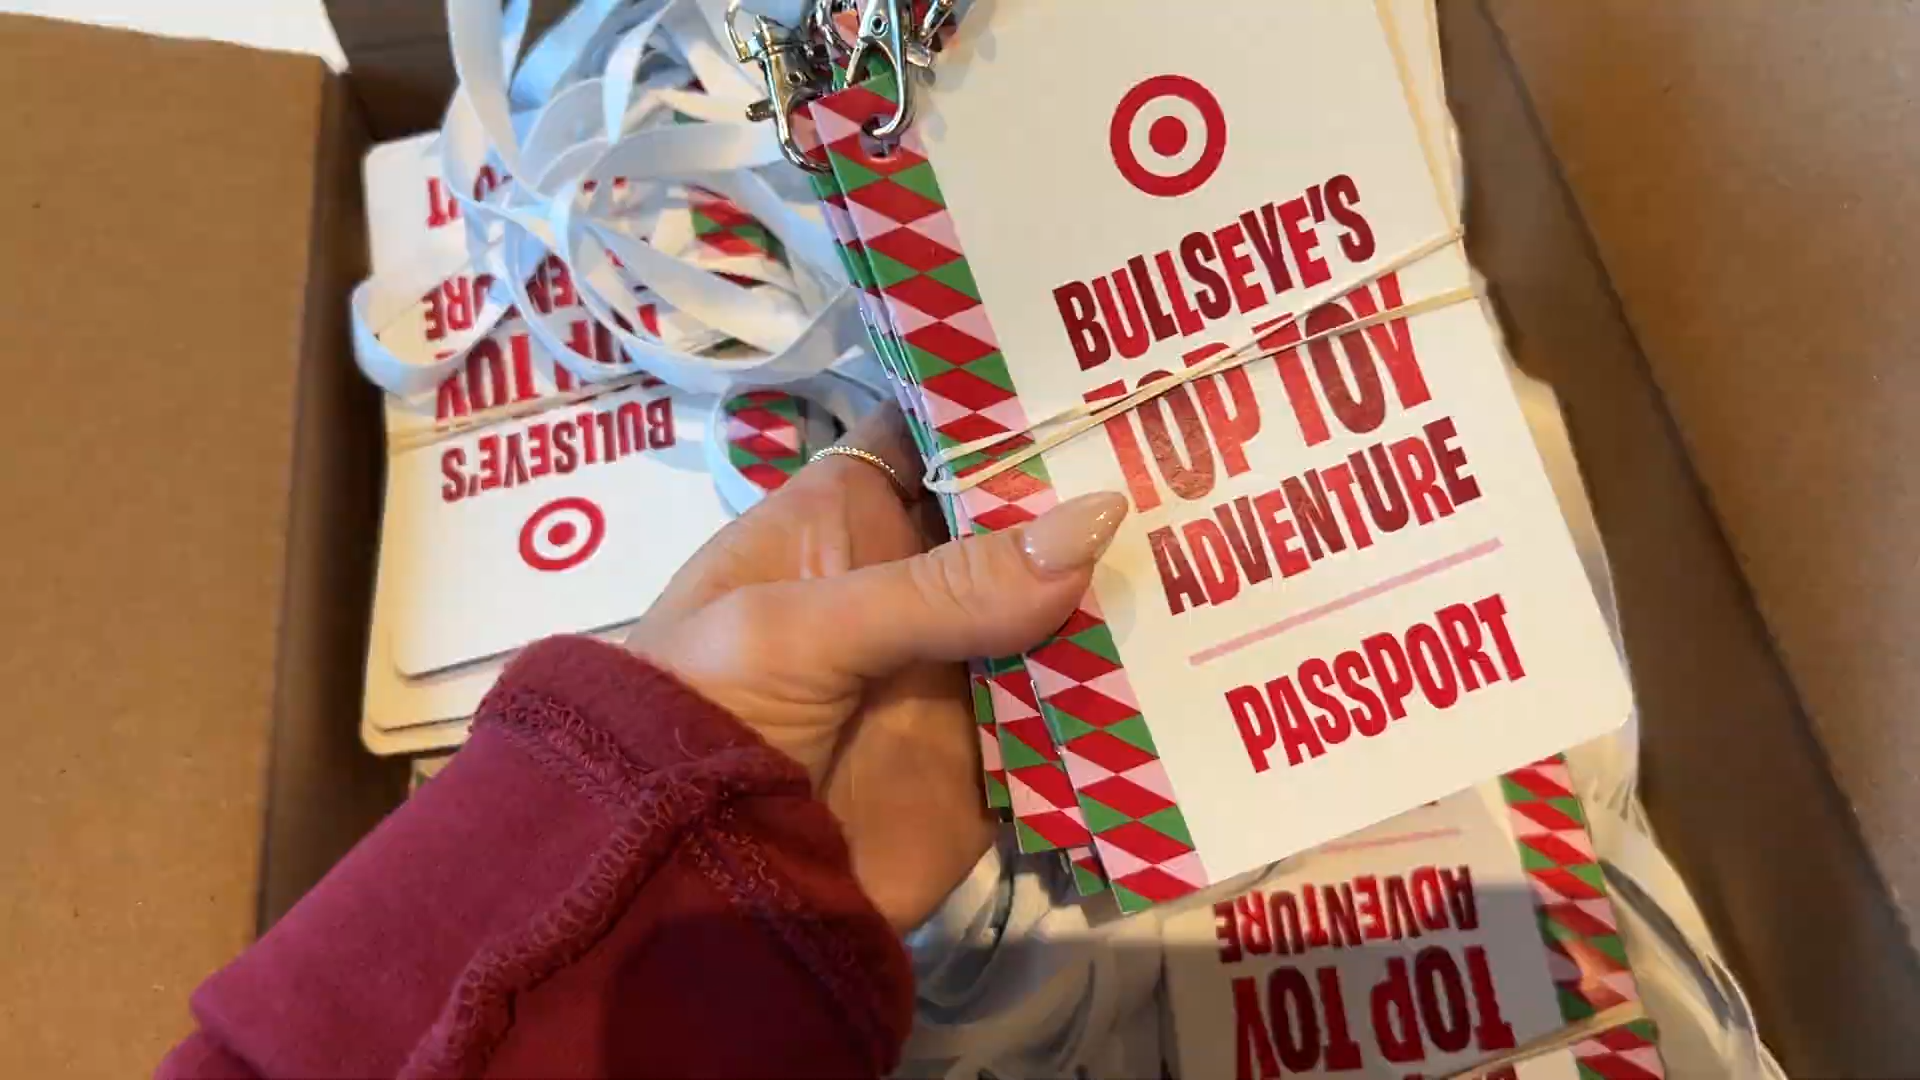 BULLSEYE'S
TOP TOY
ADVENTURE
PASSPORT
BULLSEYE'S
TOP TOY
ADVENTURE
TOP TOY
ADVENTURE